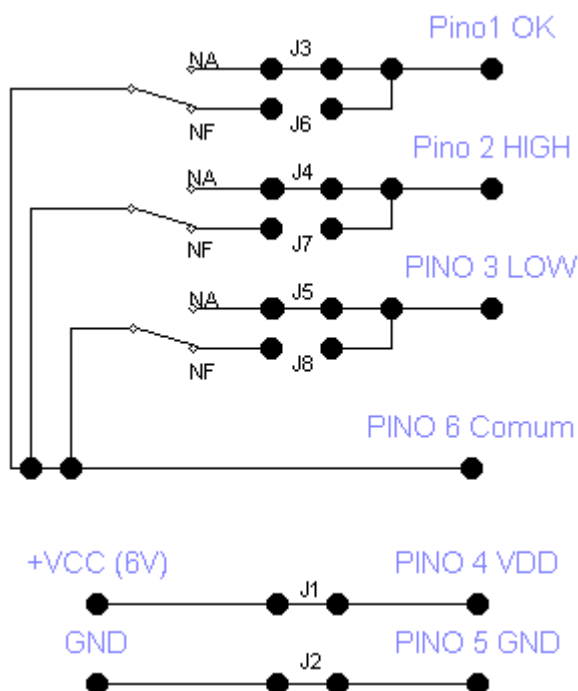 Pino1 OK
NA
J3
NF
J6
Pino 2 HIGH
NA
J4
NF
J7
PINO 3 LOW
NA
J5
NF
J8
PINO 6 Comum
+VCC (6V)
J1
PINO 4 VDD
GND
J2
PINO 5 GND